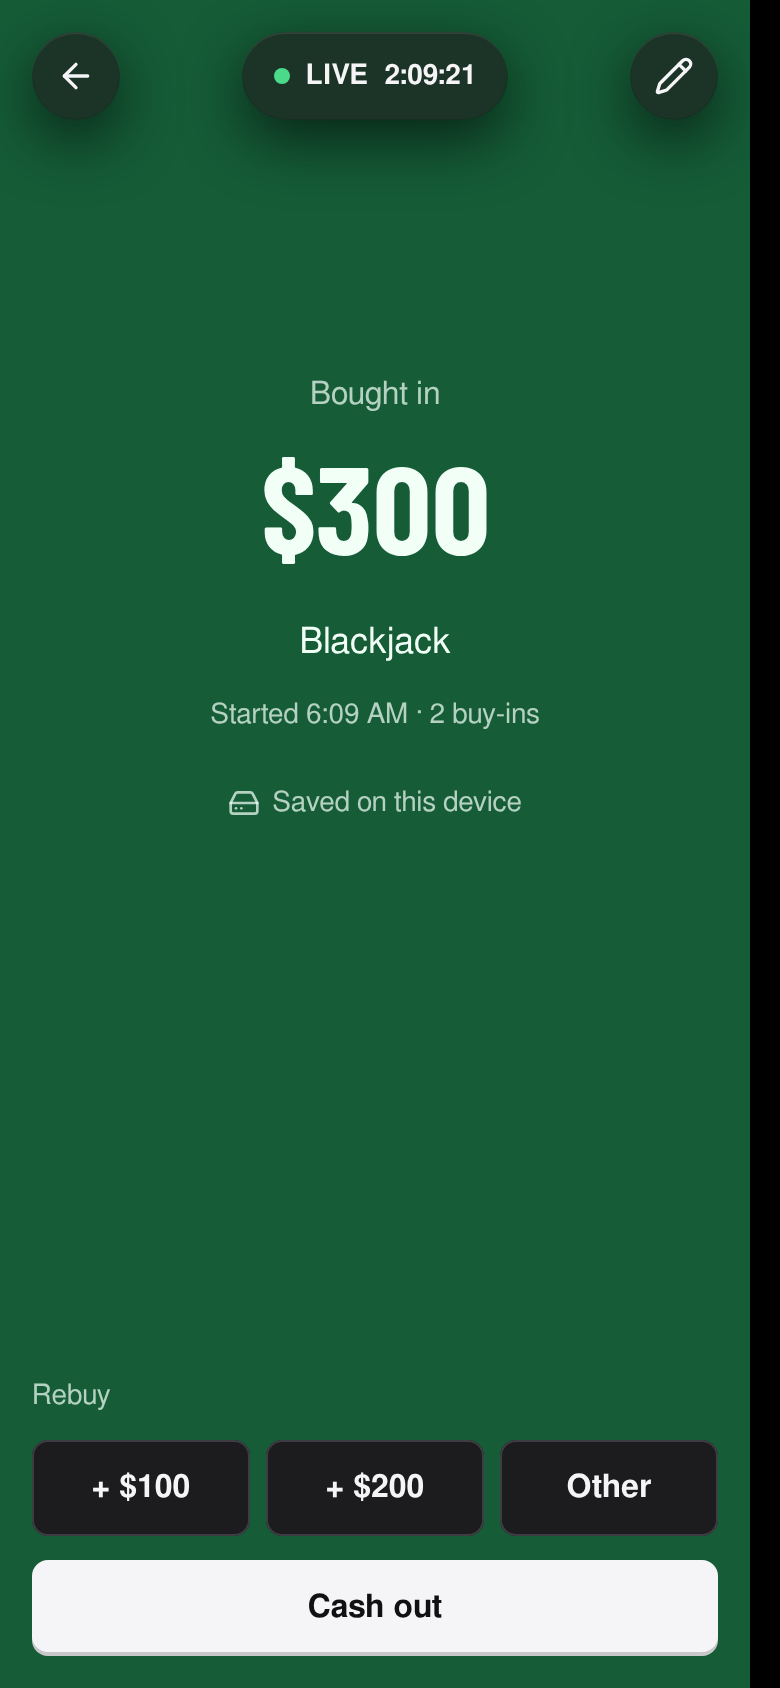 LIVE 2:09:21
Bought in
$300
Blackjack
Started 6:09 AM · 2 buy-ins
Saved on this device
Rebuy
+ $100
+ $200
Other
Cash out